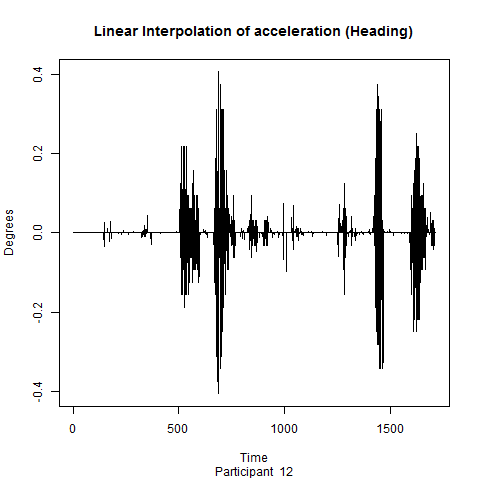 Linear Interpolation of acceleration (Heading)
Degrees
0.4
0.2
0.0
-0.2
-0.4
0 500 1000 1500
Time
Participant 12